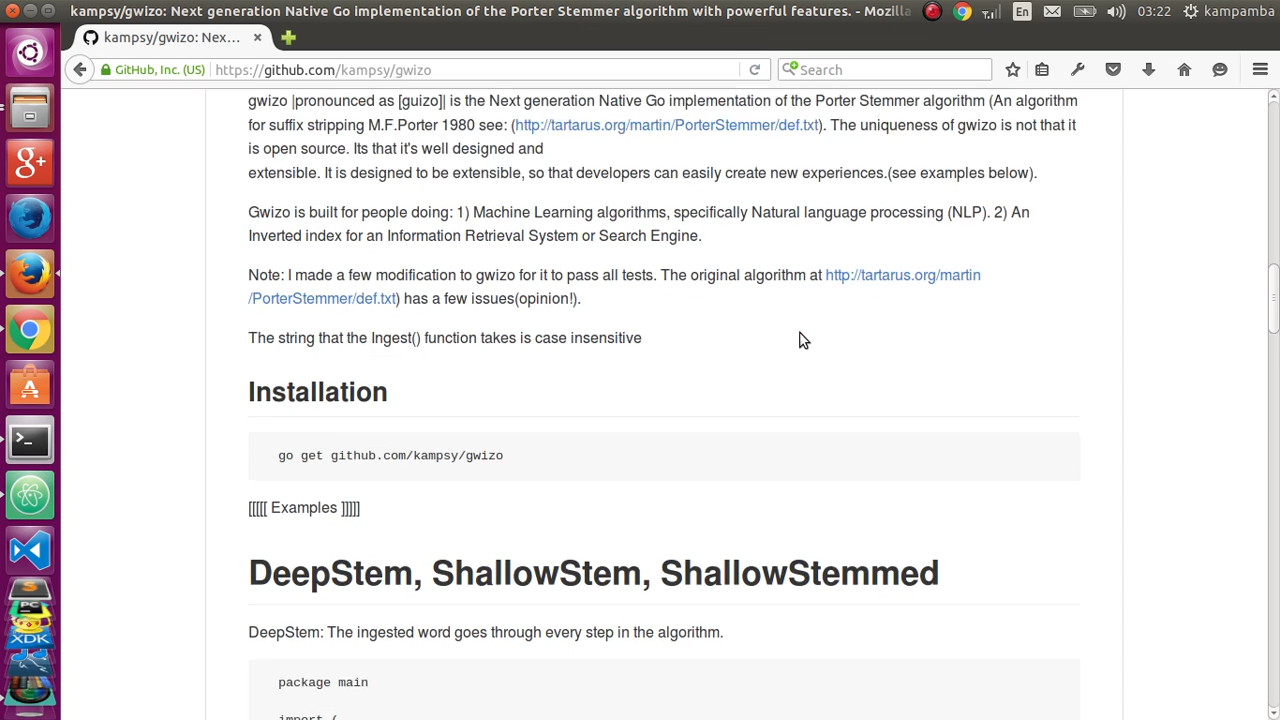 kampsy/gwizo: Next generation Native Go implementation of the Porter Stemmer algorithm with powerful features. - Mozilla
En
03:22
kampamba
kampsy/gwizo: Nex...
GitHub, Inc. (US)
https://github.com/kampsy/gwizo
Search
gwizo |pronounced as [guizo]| is the Next generation Native Go implementation of the Porter Stemmer algorithm (An algorithm
for suffix stripping M.F.Porter 1980 see: (http://tartarus.org/martin/PorterStemmer/def.txt). The uniqueness of gwizo is not that it
is open source. Its that it's well designed and
extensible. It is designed to be extensible, so that developers can easily create new experiences.(see examples below).
Gwizo is built for people doing: 1) Machine Learning algorithms, specifically Natural language processing (NLP). 2) An
Inverted index for an Information Retrieval System or Search Engine.
Note: I made a few modification to gwizo for it to pass all tests. The original algorithm at http://tartarus.org/martin
/PorterStemmer/def.txt) has a few issues(opinion!).
The string that the Ingest() function takes is case insensitive
Installation
go get github.com/kampsy/gwizo
[[[[[ Examples ]]]]]
DeepStem, ShallowStem, ShallowStemmed
DeepStem: The ingested word goes through every step in the algorithm.
package main
import (
g+
A
>_
S
PC
XDK